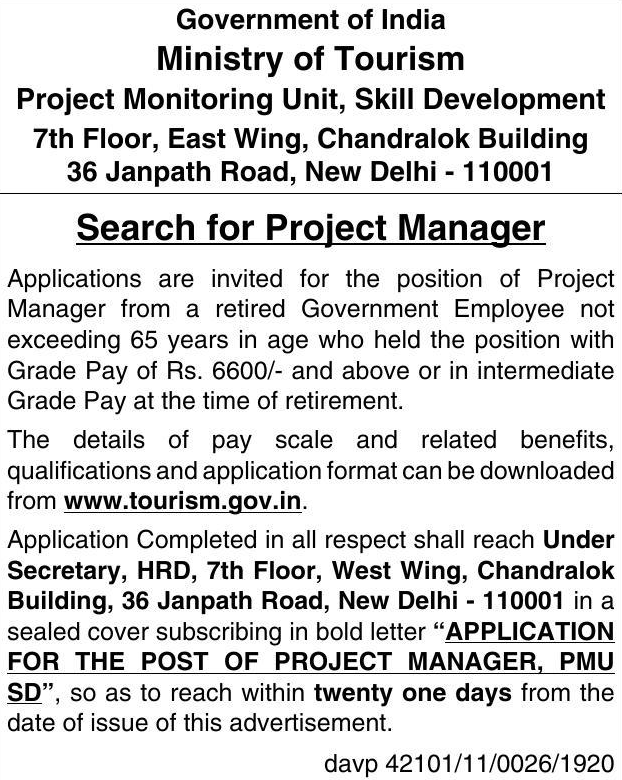 Government of India
Ministry of Tourism
Project Monitoring Unit, Skill Development
7th Floor, East Wing, Chandralok Building
36 Janpath Road, New Delhi - 110001
Search for Project Manager
Applications are invited for the position of Project
Manager from a retired Government Employee not
exceeding 65 years in age who held the position with
Grade Pay of Rs. 6600/- and above or in intermediate
Grade Pay at the time of retirement.
The details of pay scale and related benefits,
qualifications and application format can be downloaded
from www.tourism.gov.in.
Application Completed in all respect shall reach Under
Secretary, HRD, 7th Floor, West Wing, Chandralok
Building, 36 Janpath Road, New Delhi - 110001 in a
sealed cover subscribing in bold letter “APPLICATION
FOR THE POST OF PROJECT MANAGER, PMU
SD”, so as to reach within twenty one days from the
date of issue of this advertisement.
davp 42101/11/0026/1920